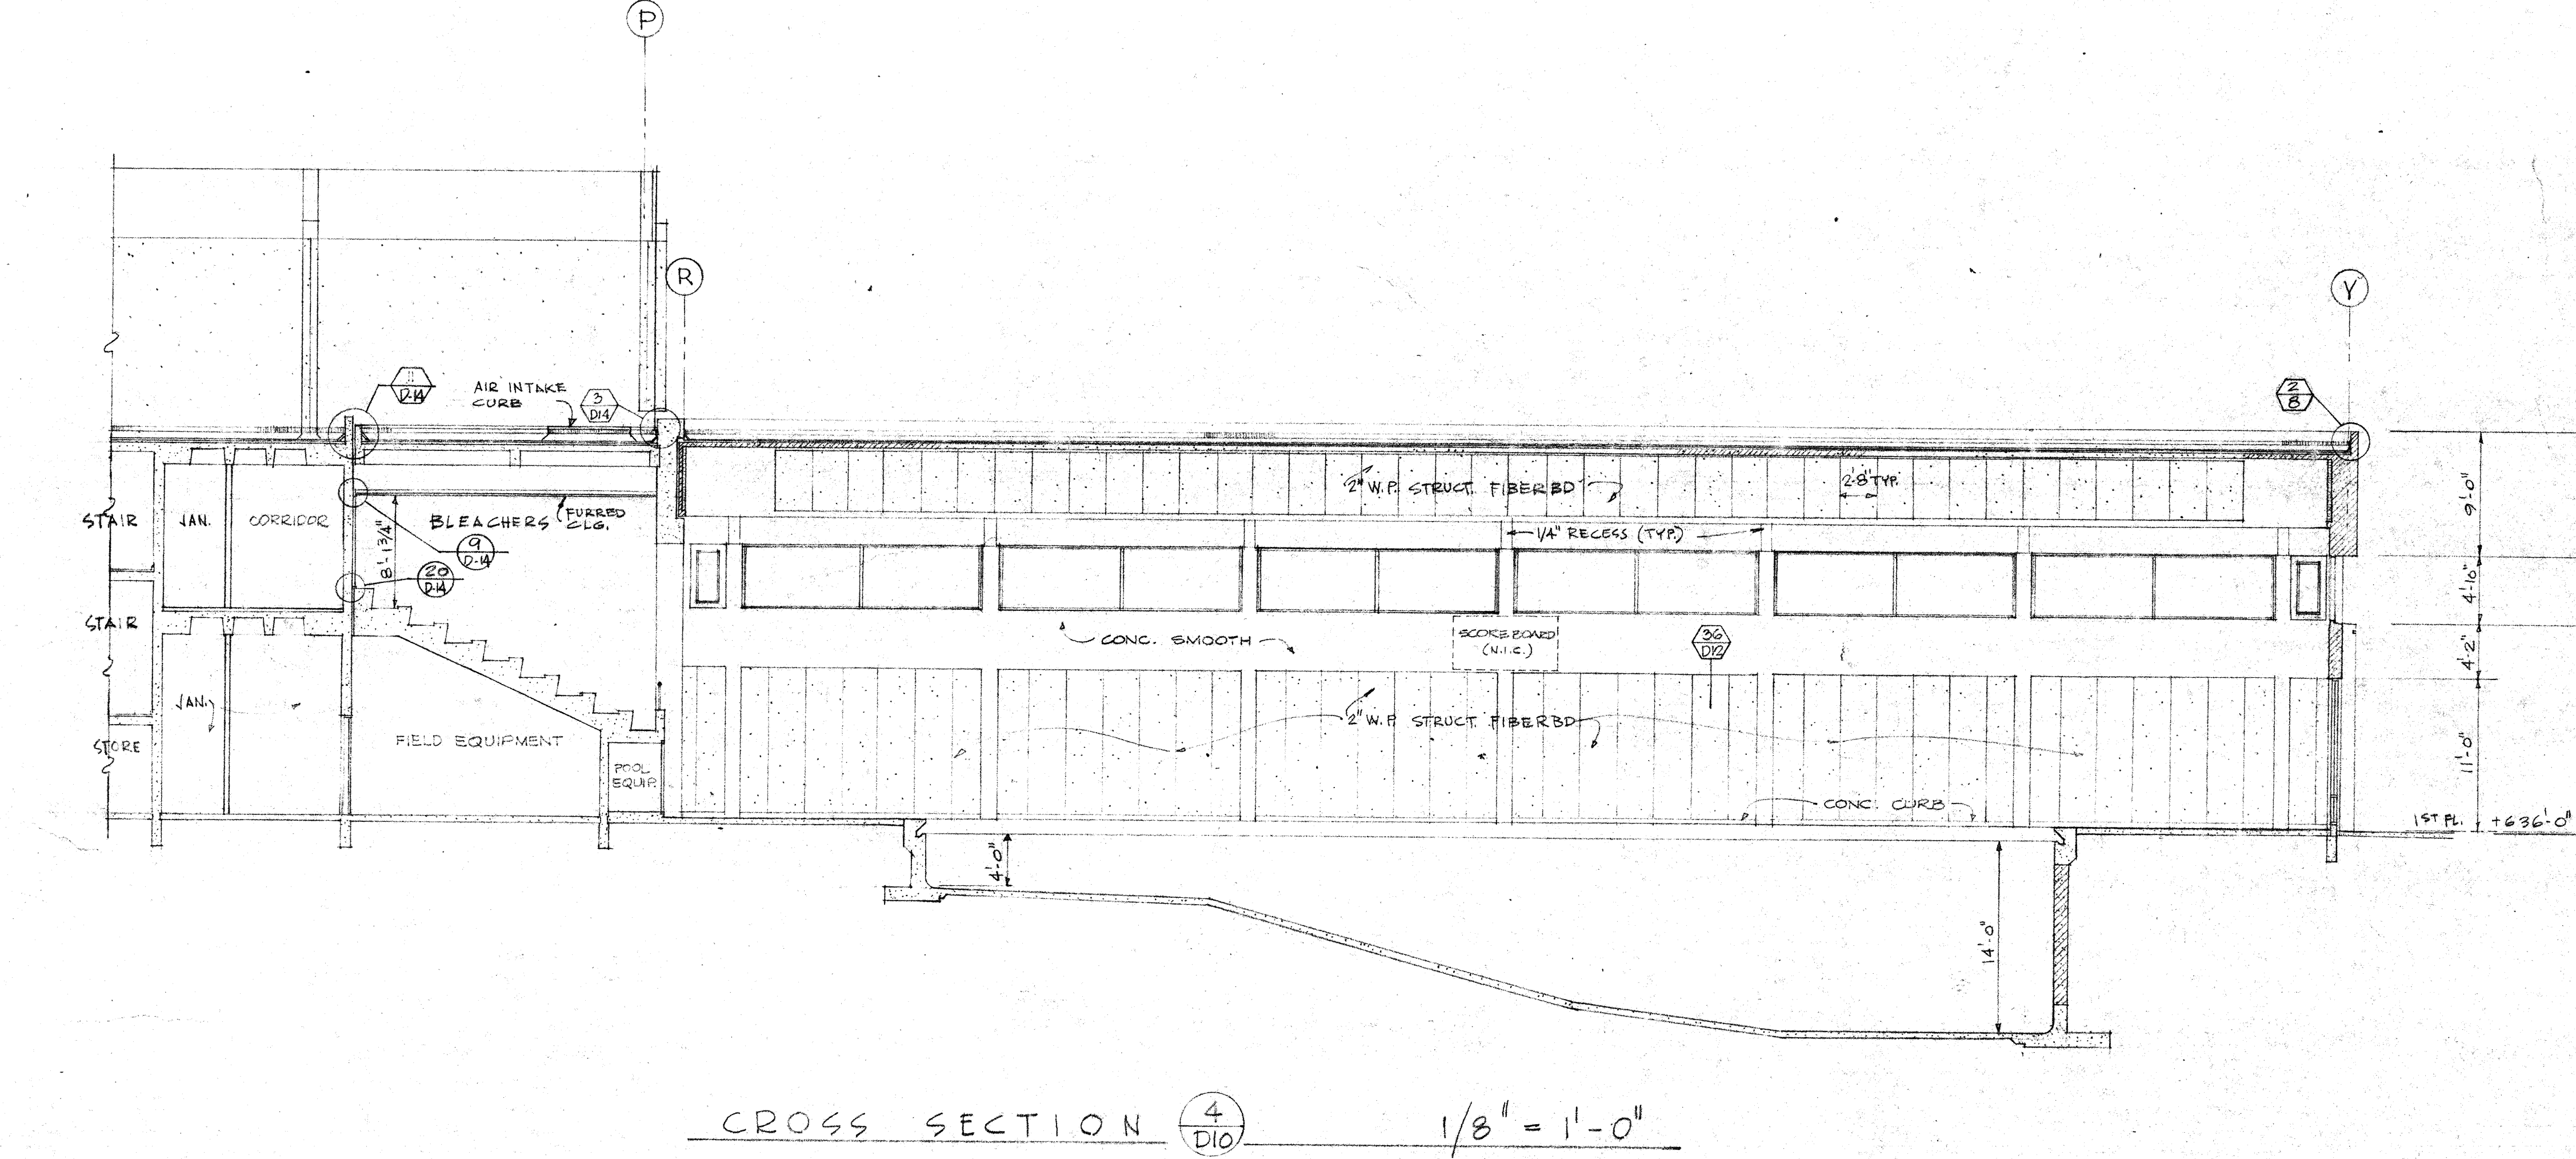 P
R
Y
11
D-14
AIR INTAKE
CURB
3
D14
2
8
STAIR
JAN.
CORRIDOR
8'-1 3/4"
BLEACHERS
FURRED
CLG.
9
D-14
20
D-14
2" W.P. STRUCT. FIBERBD
2'-8" TYP.
1/4" RECESS (TYP.)
9'-0"
4'-10"
4'-2"
11'-0"
STAIR
CONC. SMOOTH
SCOREBOARD
(N.I.C.)
36
D12
JAN.
STORE
FIELD EQUIPMENT
POOL
EQUIP.
2" W.P. STRUCT. FIBERBD
CONC. CURB
1ST FL. +636'-0"
4'-0"
14'-0"
CROSS SECTION 4 1/8" = 1'-0"
D10